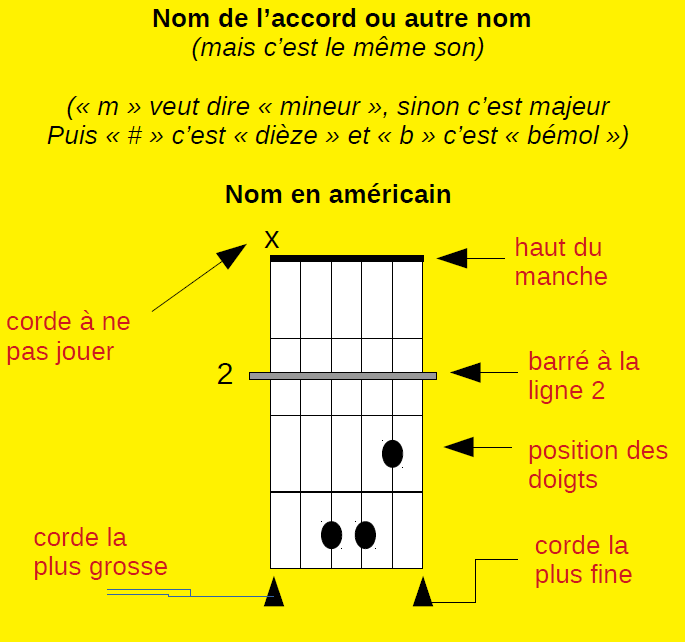 Nom de l’accord ou autre nom
(mais c’est le même son)
(« m » veut dire « mineur », sinon c’est majeur
Puis « # » c’est « dièze » et « b » c’est « bémol »)
Nom en américain
x
haut du
manche
corde à ne
pas jouer
2
barré à la
ligne 2
position des
doigts
corde la
plus grosse
corde la
plus fine